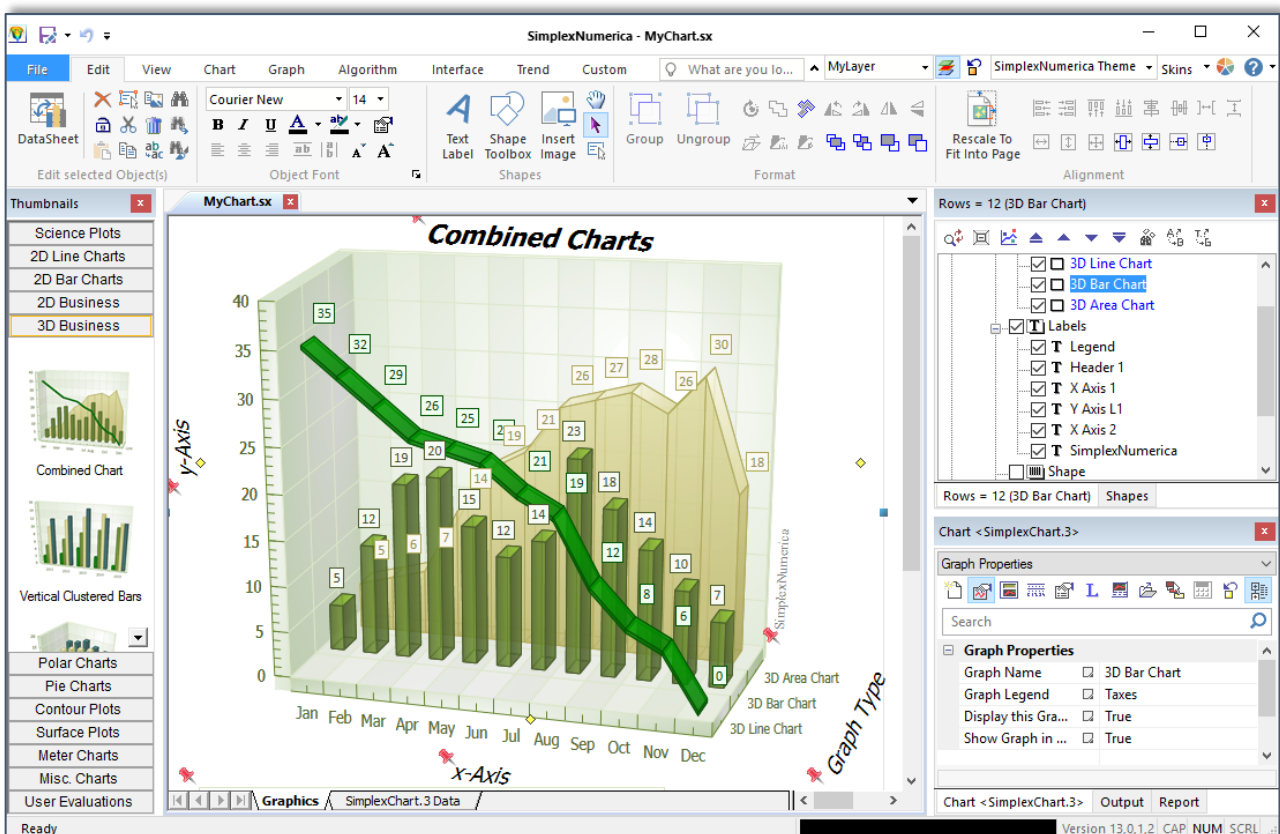 SimplexNumerica - MyChart.sx
File Edit View Chart Graph Algorithm Interface Trend Custom What are you lo... MyLayer SimplexNumerica Theme Skins
DataSheet
Courier New 14
B I U A ab
Text Label
Shape Toolbox
Insert Image
Group Ungroup
Rescale To Fit Into Page
Edit selected Object(s) Object Font Shapes Format Alignment
Thumbnails
Science Plots
2D Line Charts
2D Bar Charts
2D Business
3D Business
Combined Chart
Vertical Clustered Bars
Polar Charts
Pie Charts
Contour Plots
Surface Plots
Meter Charts
Misc. Charts
User Evaluations
MyChart.sx
Combined Charts
y-Axis
40
35
30
25
20
15
10
5
0
35 32 29 26 25 21 19 12 8 6 0
5 12 19 20 15 12 14 23 18 14 10 7
5 6 7 14 19 21 26 27 28 26 30 18
SimplexNumerica
3D Area Chart
3D Bar Chart
3D Line Chart
Jan Feb Mar Apr May Jun Jul Aug Sep Oct Nov Dec
x-Axis
Graph Type
Graphics SimplexChart.3 Data
Rows = 12 (3D Bar Chart)
3D Line Chart
3D Bar Chart
3D Area Chart
T Labels
T Legend
T Header 1
T X Axis 1
T Y Axis L1
T X Axis 2
T SimplexNumerica
Shape
Rows = 12 (3D Bar Chart) Shapes
Chart <SimplexChart.3>
Graph Properties
L
Search
Graph Properties
Graph Name 3D Bar Chart
Graph Legend Taxes
Display this Gra... True
Show Graph in ... True
Chart <SimplexChart.3> Output Report
Ready
Version 13.0.1.2 CAP NUM SCRL